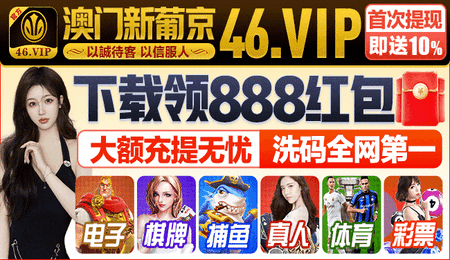 官方
46.VIP
澳门新葡京
以誠待客 以信服人
46.VIP
首次提现
即送10%
下载领888红包
大额充提无忧 洗码全网第一
电子 棋牌 捕鱼 真人 体育 彩票